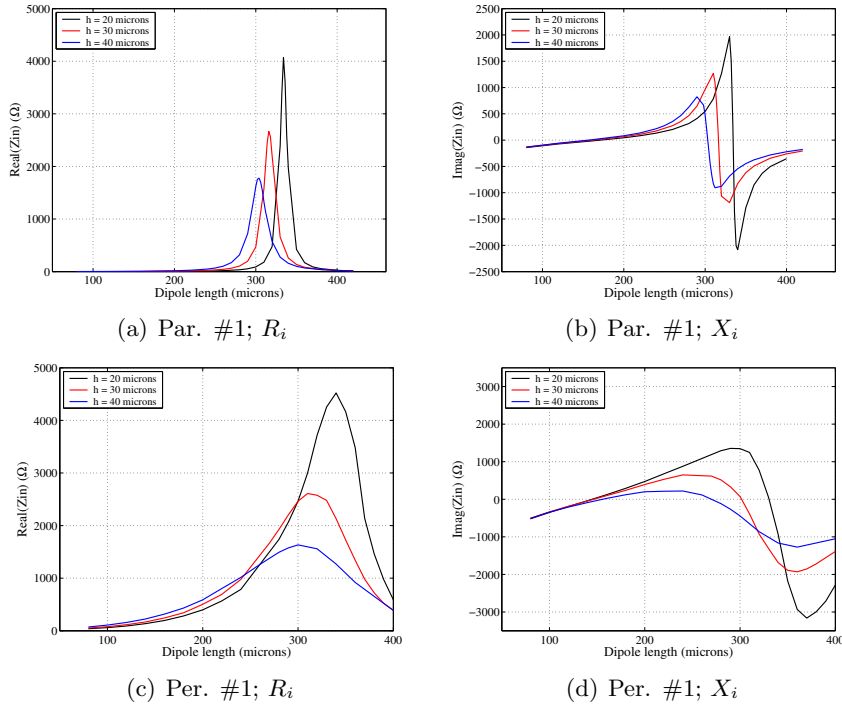 5000
4000
3000
2000
1000
0
Real(Zin) (Ω)
h = 20 microns
h = 30 microns
h = 40 microns
100
200
300
400
Dipole length (microns)
(a) Par. #1; R_i
2500
2000
1500
1000
500
0
−500
−1000
−1500
−2000
−2500
Imag(Zin) (Ω)
h = 20 microns
h = 30 microns
h = 40 microns
100
200
300
400
Dipole length (microns)
(b) Par. #1; X_i
5000
4000
3000
2000
1000
0
Real(Zin) (Ω)
h = 20 microns
h = 30 microns
h = 40 microns
100
200
300
400
Dipole length (microns)
(c) Per. #1; R_i
3000
2000
1000
0
−1000
−2000
−3000
Imag(Zin) (Ω)
h = 20 microns
h = 30 microns
h = 40 microns
100
200
300
400
Dipole length (microns)
(d) Per. #1; X_i